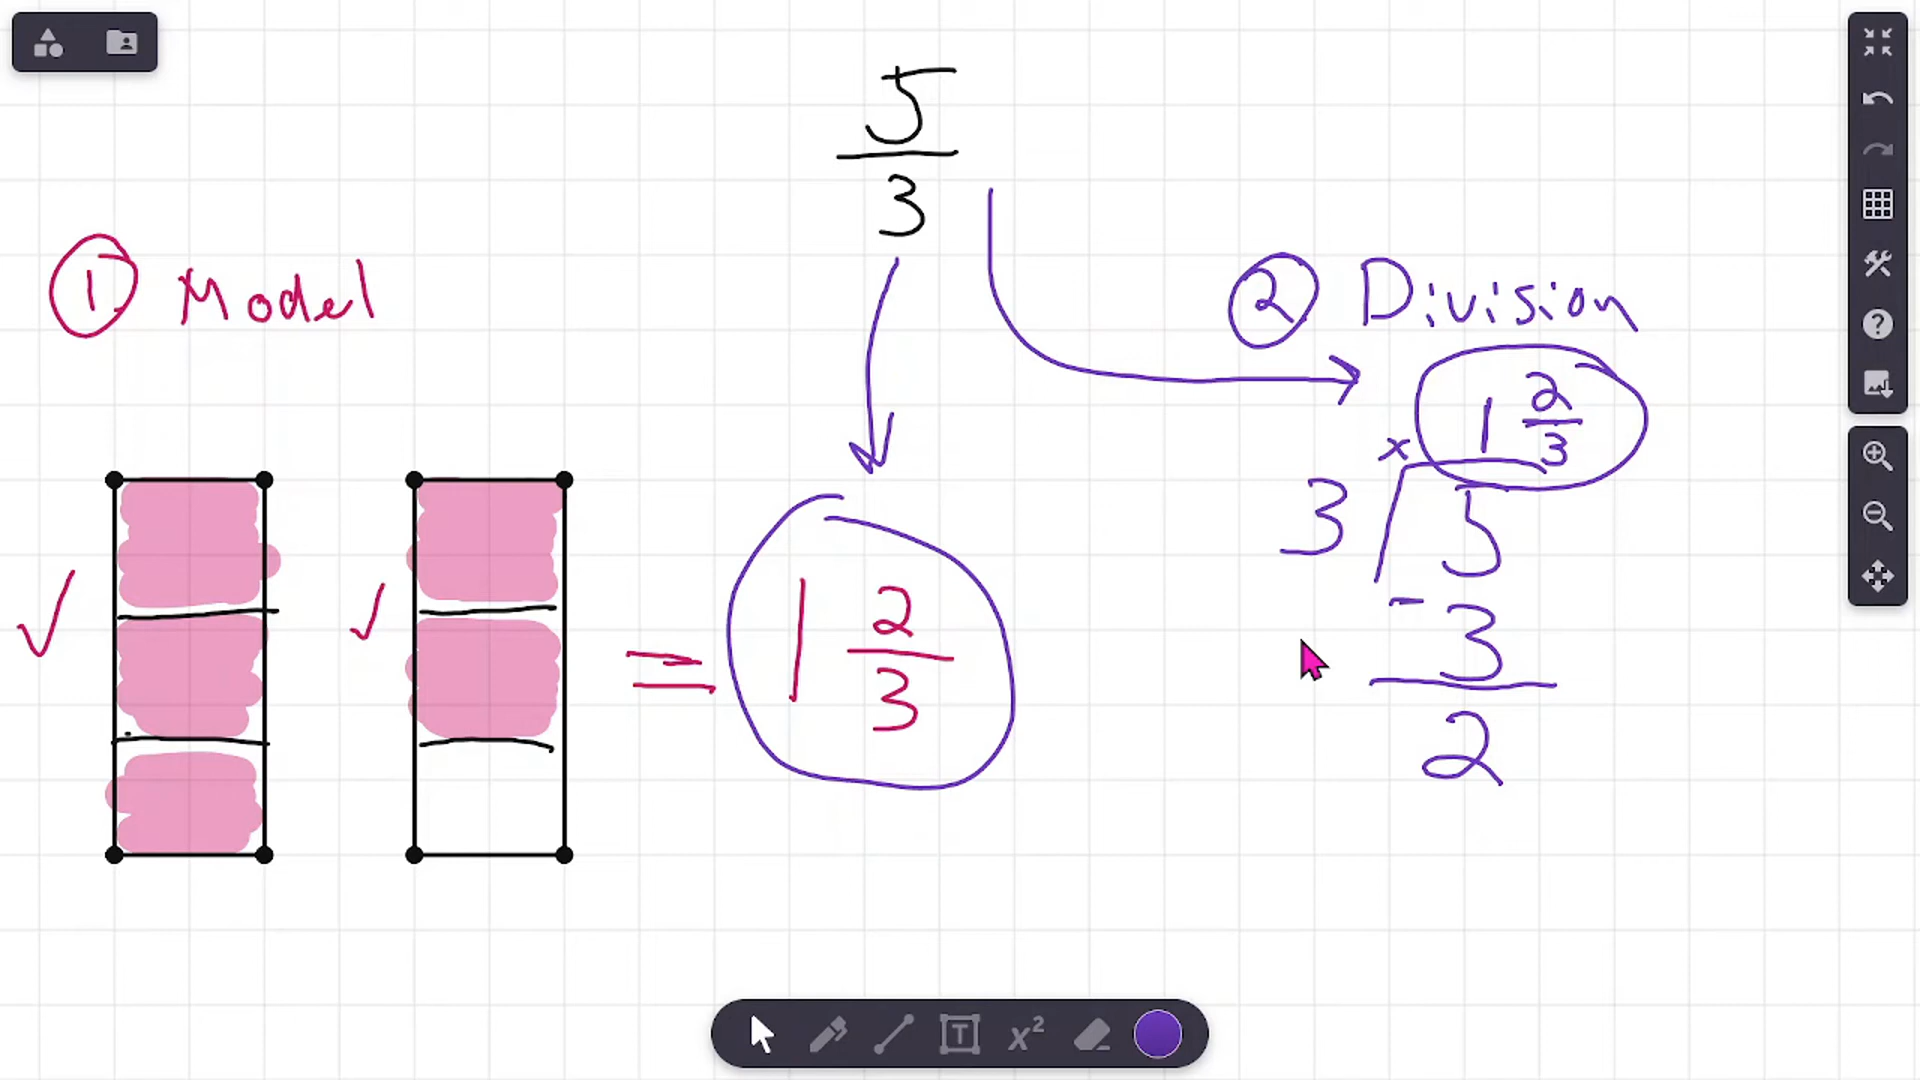 5
3
① Model
② Division
1 2/3
x
3 5
- 3
2
= 1 2/3